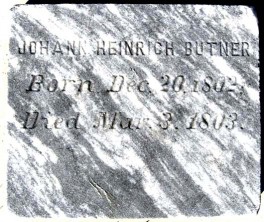 JOHANN HEINRICH BUTNER
Born Dec. 20, 1802,
Died Mar. 3, 1803.